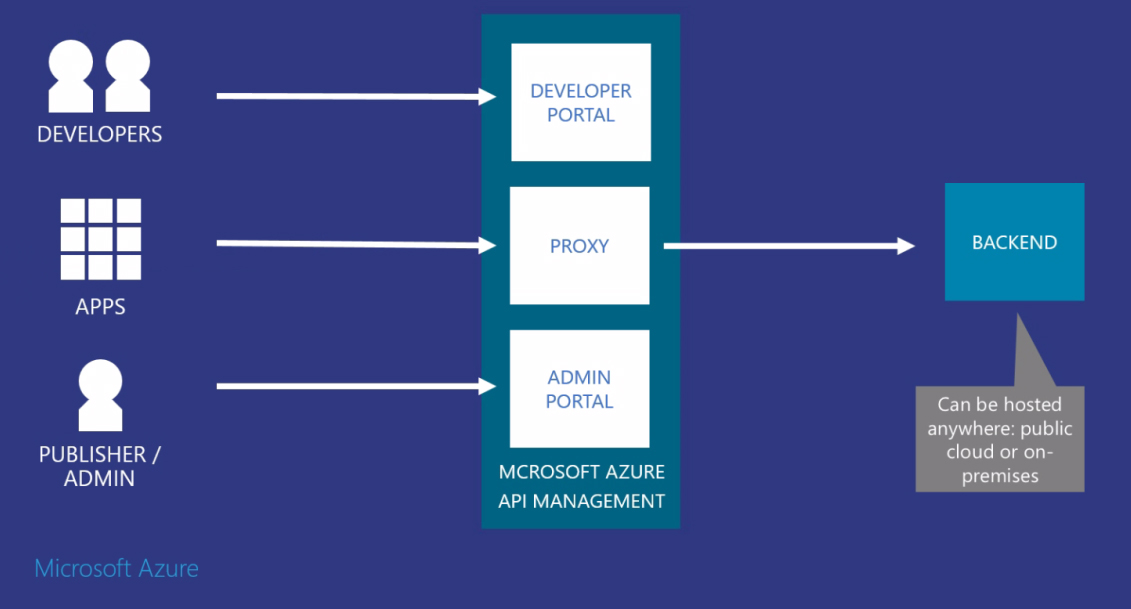 DEVELOPERS
DEVELOPER
PORTAL
APPS
PROXY
BACKEND
PUBLISHER /
ADMIN
ADMIN
PORTAL
MCROSOFT AZURE
API MANAGEMENT
Can be hosted
anywhere: public
cloud or on-
premises
Microsoft Azure